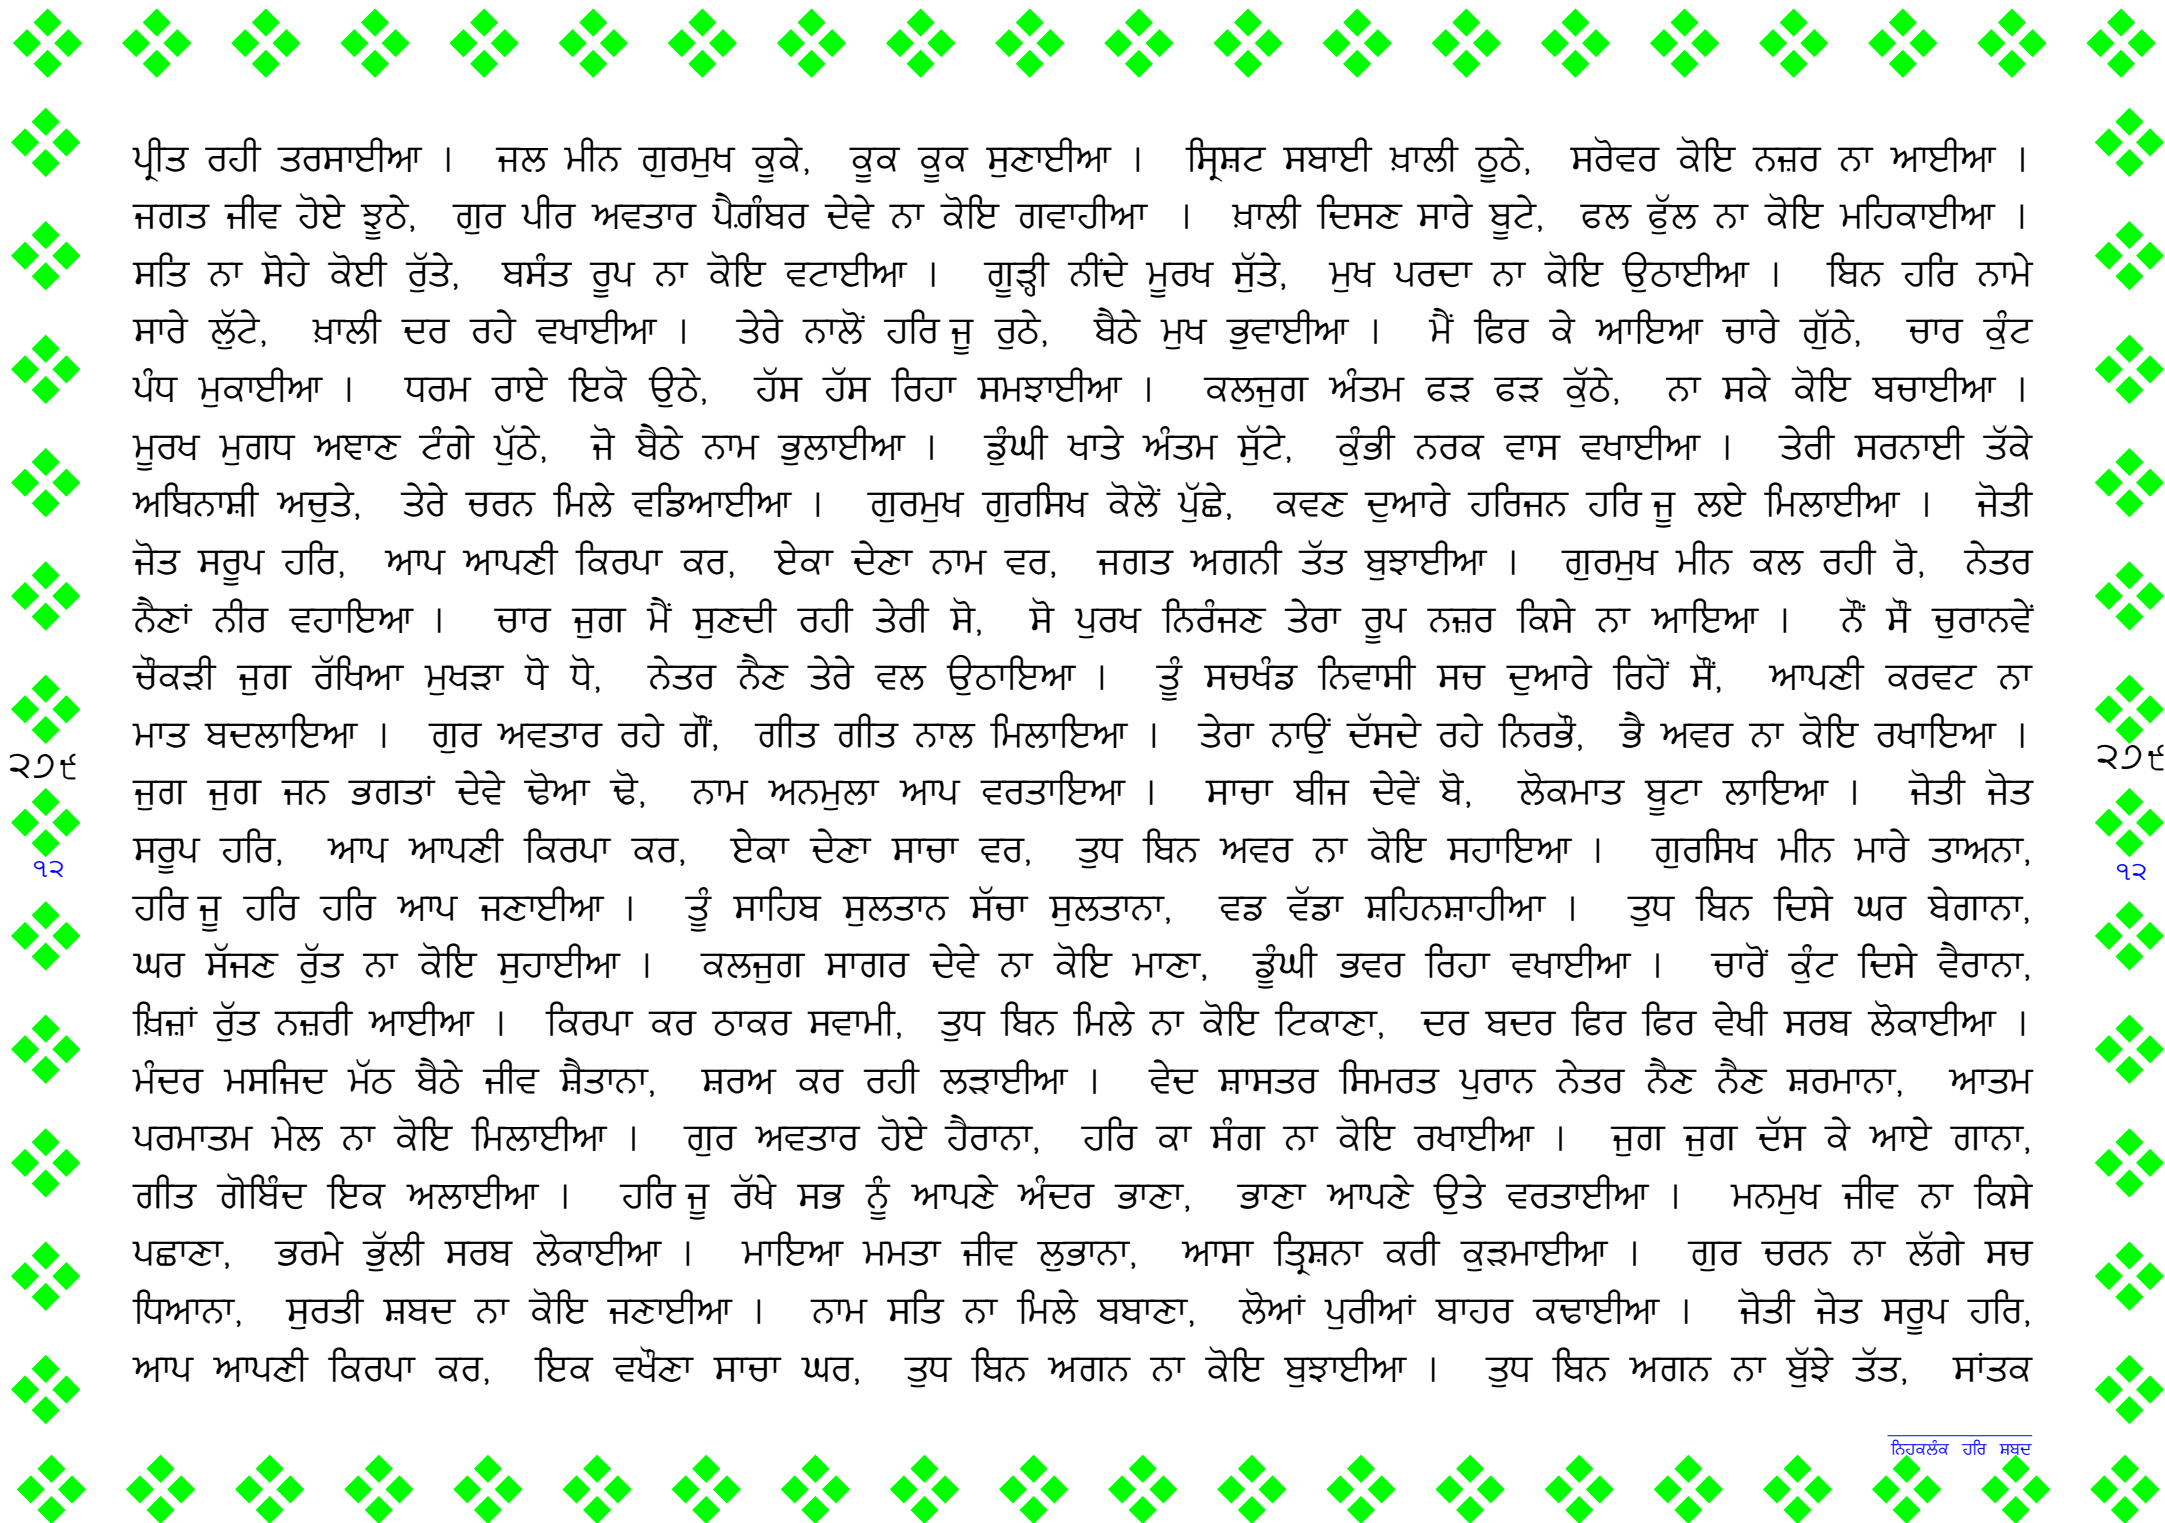 ਪ੍ਰੀਤ ਰਹੀ ਤਰਸਾਈਆ । ਜਲ ਮੀਨ ਗੁਰਮੁਖ ਕੂਕੇ, ਕੂਕ ਕੂਕ ਸੁਣਾਈਆ । ਸ੍ਰਿਸ਼ਟ ਸਬਾਈ ਖ਼ਾਲੀ ਠੂਠੇ, ਸਰੋਵਰ ਕੋਇ ਨਜ਼ਰ ਨਾ ਆਈਆ ।
ਜਗਤ ਜੀਵ ਹੋਏ ਝੂਠੇ, ਗੁਰ ਪੀਰ ਅਵਤਾਰ ਪੈਗ਼ੰਬਰ ਦੇਵੇ ਨਾ ਕੋਇ ਗਵਾਹੀਆ । ਖ਼ਾਲੀ ਦਿਸਣ ਸਾਰੇ ਬੂਟੇ, ਫਲ ਫੁੱਲ ਨਾ ਕੋਇ ਮਹਿਕਾਈਆ ।
ਸਤਿ ਨਾ ਸੋਹੇ ਕੋਈ ਰੁੱਤੇ, ਬਸੰਤ ਰੂਪ ਨਾ ਕੋਇ ਵਟਾਈਆ । ਗੂੜ੍ਹੀ ਨੀਂਦੇ ਮੂਰਖ ਸੁੱਤੇ, ਮੁਖ ਪਰਦਾ ਨਾ ਕੋਇ ਉਠਾਈਆ । ਬਿਨ ਹਰਿ ਨਾਮੇ
ਸਾਰੇ ਲੁੱਟੇ, ਖ਼ਾਲੀ ਦਰ ਰਹੇ ਵਖਾਈਆ । ਤੇਰੇ ਨਾਲੋਂ ਹਰਿ ਜੂ ਰੁਠੇ, ਬੈਠੇ ਮੁਖ ਭੁਵਾਈਆ । ਮੈਂ ਫਿਰ ਕੇ ਆਇਆ ਚਾਰੇ ਗੁੱਠੇ, ਚਾਰ ਕੁੰਟ
ਪੰਧ ਮੁਕਾਈਆ । ਧਰਮ ਰਾਏ ਇਕੋ ਉਠੇ, ਹੱਸ ਹੱਸ ਰਿਹਾ ਸਮਝਾਈਆ । ਕਲਜੁਗ ਅੰਤਮ ਫੜ ਫੜ ਕੁੱਠੇ, ਨਾ ਸਕੇ ਕੋਇ ਬਚਾਈਆ ।
ਮੂਰਖ ਮੁਗਧ ਅਞਾਣ ਟੰਗੇ ਪੁੱਠੇ, ਜੋ ਬੈਠੇ ਨਾਮ ਭੁਲਾਈਆ । ਡੁੰਘੀ ਖਾਤੇ ਅੰਤਮ ਸੁੱਟੇ, ਕੁੰਭੀ ਨਰਕ ਵਾਸ ਵਖਾਈਆ । ਤੇਰੀ ਸਰਨਾਈ ਤੱਕੇ
ਅਬਿਨਾਸ਼ੀ ਅਚੁਤੇ, ਤੇਰੇ ਚਰਨ ਮਿਲੇ ਵਡਿਆਈਆ । ਗੁਰਮੁਖ ਗੁਰਸਿਖ ਕੋਲੋਂ ਪੁੱਛੇ, ਕਵਣ ਦੁਆਰੇ ਹਰਿਜਨ ਹਰਿ ਜੂ ਲਏ ਮਿਲਾਈਆ । ਜੋਤੀ
ਜੋਤ ਸਰੂਪ ਹਰਿ, ਆਪ ਆਪਣੀ ਕਿਰਪਾ ਕਰ, ਏਕਾ ਦੇਣਾ ਨਾਮ ਵਰ, ਜਗਤ ਅਗਨੀ ਤੱਤ ਬੁਝਾਈਆ । ਗੁਰਮੁਖ ਮੀਨ ਕਲ ਰਹੀ ਰੋ, ਨੇਤਰ
ਨੈਣਾਂ ਨੀਰ ਵਹਾਇਆ । ਚਾਰ ਜੁਗ ਮੈਂ ਸੁਣਦੀ ਰਹੀ ਤੇਰੀ ਸੋ, ਸੋ ਪੁਰਖ ਨਿਰੰਜਣ ਤੇਰਾ ਰੂਪ ਨਜ਼ਰ ਕਿਸੇ ਨਾ ਆਇਆ । ਨੌਂ ਸੌ ਚੁਰਾਨਵੇਂ
ਚੌਕੜੀ ਜੁਗ ਰੱਖਿਆ ਮੁਖੜਾ ਧੋ ਧੋ, ਨੇਤਰ ਨੈਣ ਤੇਰੇ ਵਲ ਉਠਾਇਆ । ਤੂੰ ਸਚਖੰਡ ਨਿਵਾਸੀ ਸਚ ਦੁਆਰੇ ਰਿਹੋਂ ਸੌਂ, ਆਪਣੀ ਕਰਵਟ ਨਾ
ਮਾਤ ਬਦਲਾਇਆ । ਗੁਰ ਅਵਤਾਰ ਰਹੇ ਗੌਂ, ਗੀਤ ਗੀਤ ਨਾਲ ਮਿਲਾਇਆ । ਤੇਰਾ ਨਾਉਂ ਦੱਸਦੇ ਰਹੇ ਨਿਰਭੌ, ਭੈ ਅਵਰ ਨਾ ਕੋਇ ਰਖਾਇਆ ।
ਜੁਗ ਜੁਗ ਜਨ ਭਗਤਾਂ ਦੇਵੇ ਢੋਆ ਢੋ, ਨਾਮ ਅਨਮੁਲਾ ਆਪ ਵਰਤਾਇਆ । ਸਾਚਾ ਬੀਜ ਦੇਵੇਂ ਬੋ, ਲੋਕਮਾਤ ਬੂਟਾ ਲਾਇਆ । ਜੋਤੀ ਜੋਤ
ਸਰੂਪ ਹਰਿ, ਆਪ ਆਪਣੀ ਕਿਰਪਾ ਕਰ, ਏਕਾ ਦੇਣਾ ਸਾਚਾ ਵਰ, ਤੁਧ ਬਿਨ ਅਵਰ ਨਾ ਕੋਇ ਸਹਾਇਆ । ਗੁਰਸਿਖ ਮੀਨ ਮਾਰੇ ਤਾਅਨਾ,
ਹਰਿ ਜੂ ਹਰਿ ਹਰਿ ਆਪ ਜਣਾਈਆ । ਤੂੰ ਸਾਹਿਬ ਸੁਲਤਾਨ ਸੱਚਾ ਸੁਲਤਾਨਾ, ਵਡ ਵੱਡਾ ਸ਼ਹਿਨਸ਼ਾਹੀਆ । ਤੁਧ ਬਿਨ ਦਿਸੇ ਘਰ ਬੇਗਾਨਾ,
ਘਰ ਸੱਜਣ ਰੁੱਤ ਨਾ ਕੋਇ ਸੁਹਾਈਆ । ਕਲਜੁਗ ਸਾਗਰ ਦੇਵੇ ਨਾ ਕੋਇ ਮਾਣਾ, ਡੂੰਘੀ ਭਵਰ ਰਿਹਾ ਵਖਾਈਆ । ਚਾਰੋਂ ਕੁੰਟ ਦਿਸੇ ਵੈਰਾਨਾ,
ਖ਼ਿਜ਼ਾਂ ਰੁੱਤ ਨਜ਼ਰੀ ਆਈਆ । ਕਿਰਪਾ ਕਰ ਠਾਕਰ ਸਵਾਮੀ, ਤੁਧ ਬਿਨ ਮਿਲੇ ਨਾ ਕੋਇ ਟਿਕਾਣਾ, ਦਰ ਬਦਰ ਫਿਰ ਫਿਰ ਵੇਖੀ ਸਰਬ ਲੋਕਾਈਆ ।
ਮੰਦਰ ਮਸਜਿਦ ਮੱਠ ਬੈਠੇ ਜੀਵ ਸ਼ੈਤਾਨਾ, ਸ਼ਰਅ ਕਰ ਰਹੀ ਲੜਾਈਆ । ਵੇਦ ਸ਼ਾਸਤਰ ਸਿਮਰਤ ਪੁਰਾਨ ਨੇਤਰ ਨੈਣ ਨੈਣ ਸ਼ਰਮਾਨਾ, ਆਤਮ
ਪਰਮਾਤਮ ਮੇਲ ਨਾ ਕੋਇ ਮਿਲਾਈਆ । ਗੁਰ ਅਵਤਾਰ ਹੋਏ ਹੈਰਾਨਾ, ਹਰਿ ਕਾ ਸੰਗ ਨਾ ਕੋਇ ਰਖਾਈਆ । ਜੁਗ ਜੁਗ ਦੱਸ ਕੇ ਆਏ ਗਾਨਾ,
ਗੀਤ ਗੋਬਿੰਦ ਇਕ ਅਲਾਈਆ । ਹਰਿ ਜੂ ਰੱਖੇ ਸਭ ਨੂੰ ਆਪਣੇ ਅੰਦਰ ਭਾਣਾ, ਭਾਣਾ ਆਪਣੇ ਉਤੇ ਵਰਤਾਈਆ । ਮਨਮੁਖ ਜੀਵ ਨਾ ਕਿਸੇ
ਪਛਾਣਾ, ਭਰਮੇ ਭੁੱਲੀ ਸਰਬ ਲੋਕਾਈਆ । ਮਾਇਆ ਮਮਤਾ ਜੀਵ ਲੁਭਾਨਾ, ਆਸਾ ਤ੍ਰਿਸ਼ਨਾ ਕਰੀ ਕੁੜਮਾਈਆ । ਗੁਰ ਚਰਨ ਨਾ ਲੱਗੇ ਸਚ
ਧਿਆਨਾ, ਸੁਰਤੀ ਸ਼ਬਦ ਨਾ ਕੋਇ ਜਣਾਈਆ । ਨਾਮ ਸਤਿ ਨਾ ਮਿਲੇ ਬਬਾਣਾ, ਲੋਆਂ ਪੁਰੀਆਂ ਬਾਹਰ ਕਢਾਈਆ । ਜੋਤੀ ਜੋਤ ਸਰੂਪ ਹਰਿ,
ਆਪ ਆਪਣੀ ਕਿਰਪਾ ਕਰ, ਇਕ ਵਖੌਣਾ ਸਾਚਾ ਘਰ, ਤੁਧ ਬਿਨ ਅਗਨ ਨਾ ਕੋਇ ਬੁਝਾਈਆ । ਤੁਧ ਬਿਨ ਅਗਨ ਨਾ ਬੁੱਝੇ ਤੱਤ, ਸਾਂਤਕ
੨੭੯
੧੨
੨੭੯
੧੨
ਨਿਹਕਲੰਕ ਹਰਿ ਸ਼ਬਦ